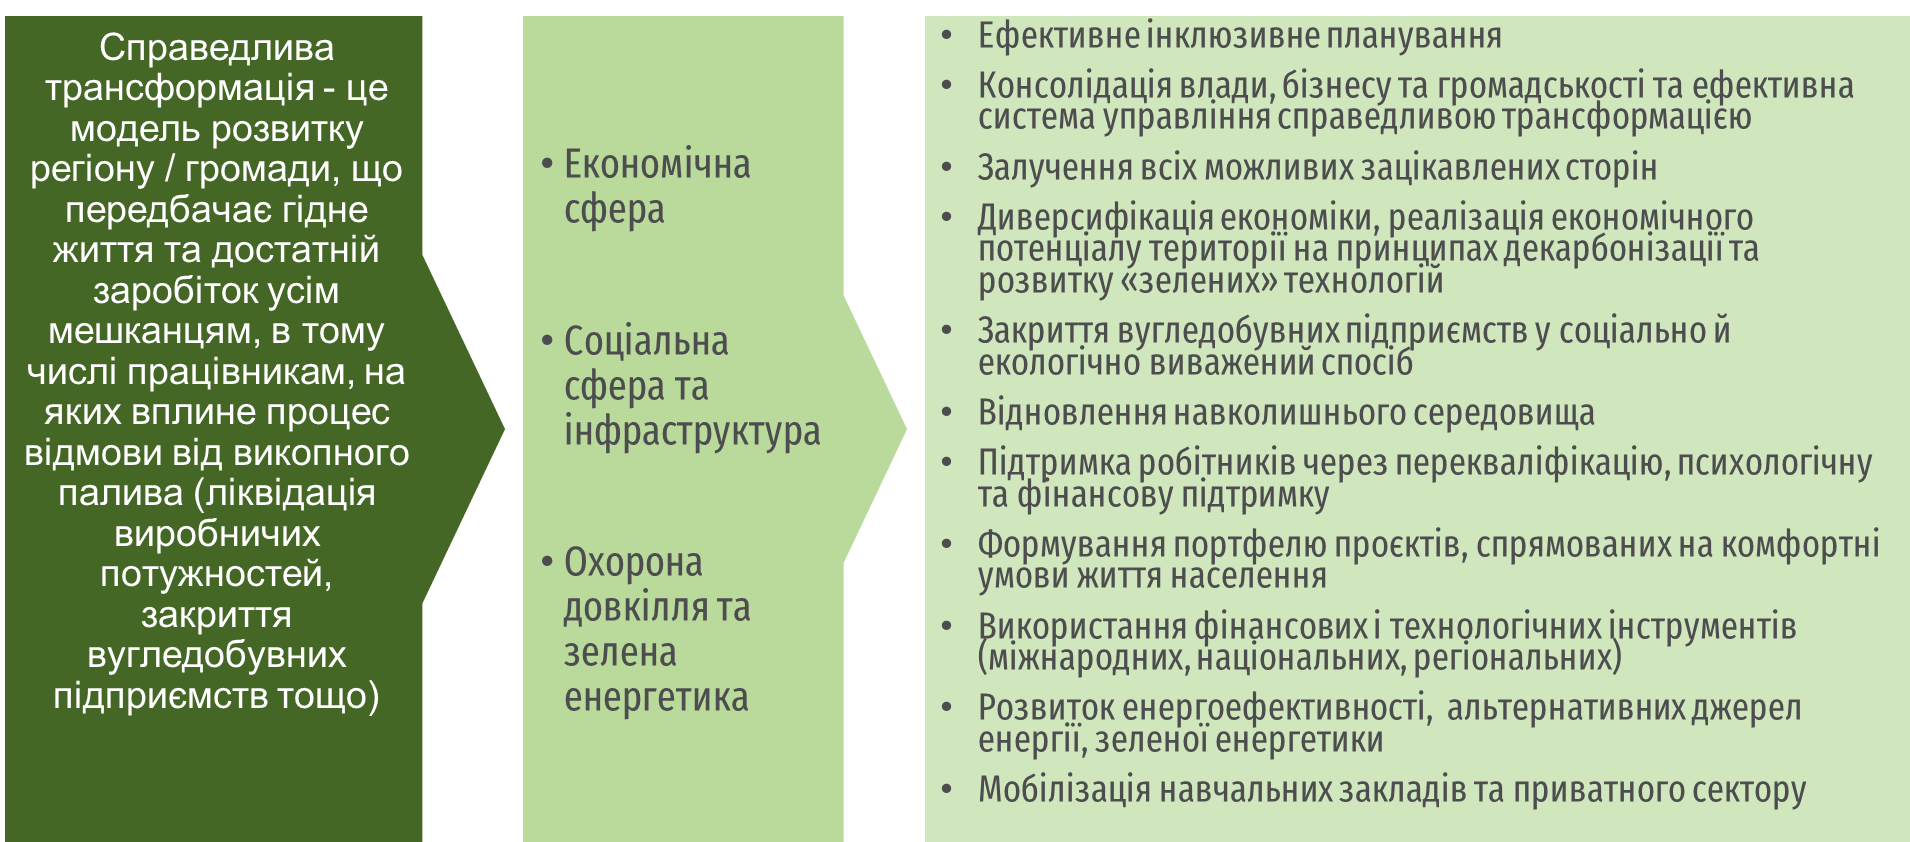 Справедлива
трансформація - це
модель розвитку
регіону / громади, що
передбачає гідне
життя та достатній
заробіток усім
мешканцям, в тому
числі працівникам, на
яких вплине процес
відмови від викопного
палива (ліквідація
виробничих
потужностей,
закриття
вугледобувних
підприємств тощо)
• Економічна
сфера
• Соціальна
сфера та
інфраструктура
• Охорона
довкілля та
зелена
енергетика
• Ефективне інклюзивне планування
• Консолідація влади, бізнесу та громадськості та ефективна
система управління справедливою трансформацією
• Залучення всіх можливих зацікавлених сторін
• Диверсифікація економіки, реалізація економічного
потенціалу території на принципах декарбонізації та
розвитку «зелених» технологій
• Закриття вугледобувних підприємств у соціально й
екологічно виважений спосіб
• Відновлення навколишнього середовища
• Підтримка робітників через перекваліфікацію, психологічну
та фінансову підтримку
• Формування портфелю проєктів, спрямованих на комфортні
умови життя населення
• Використання фінансових і технологічних інструментів
(міжнародних, національних, регіональних)
• Розвиток енергоефективності, альтернативних джерел
енергії, зеленої енергетики
• Мобілізація навчальних закладів та приватного сектору